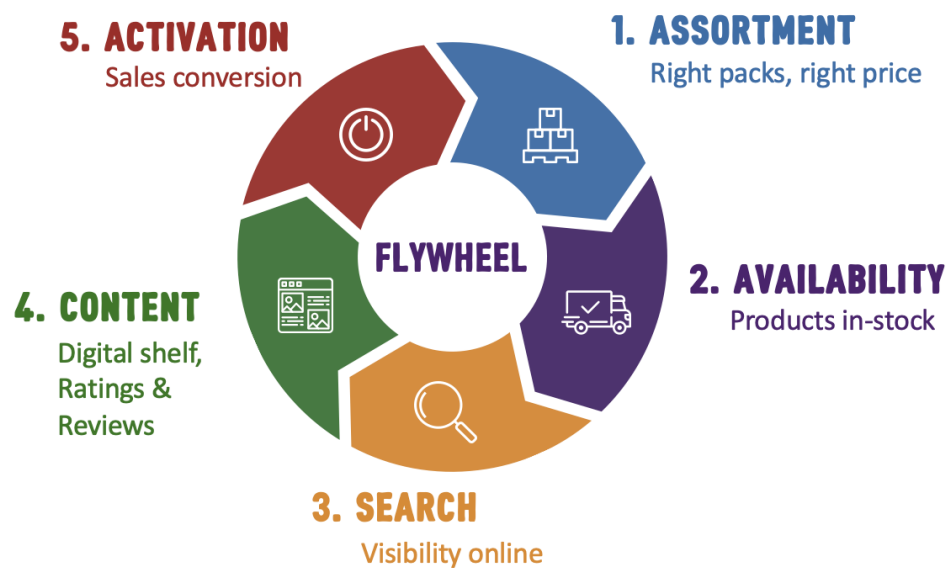 1. ASSORTMENT
Right packs, right price
2. AVAILABILITY
Products in-stock
3. SEARCH
Visibility online
4. CONTENT
Digital shelf,
Ratings &
Reviews
5. ACTIVATION
Sales conversion
FLYWHEEL